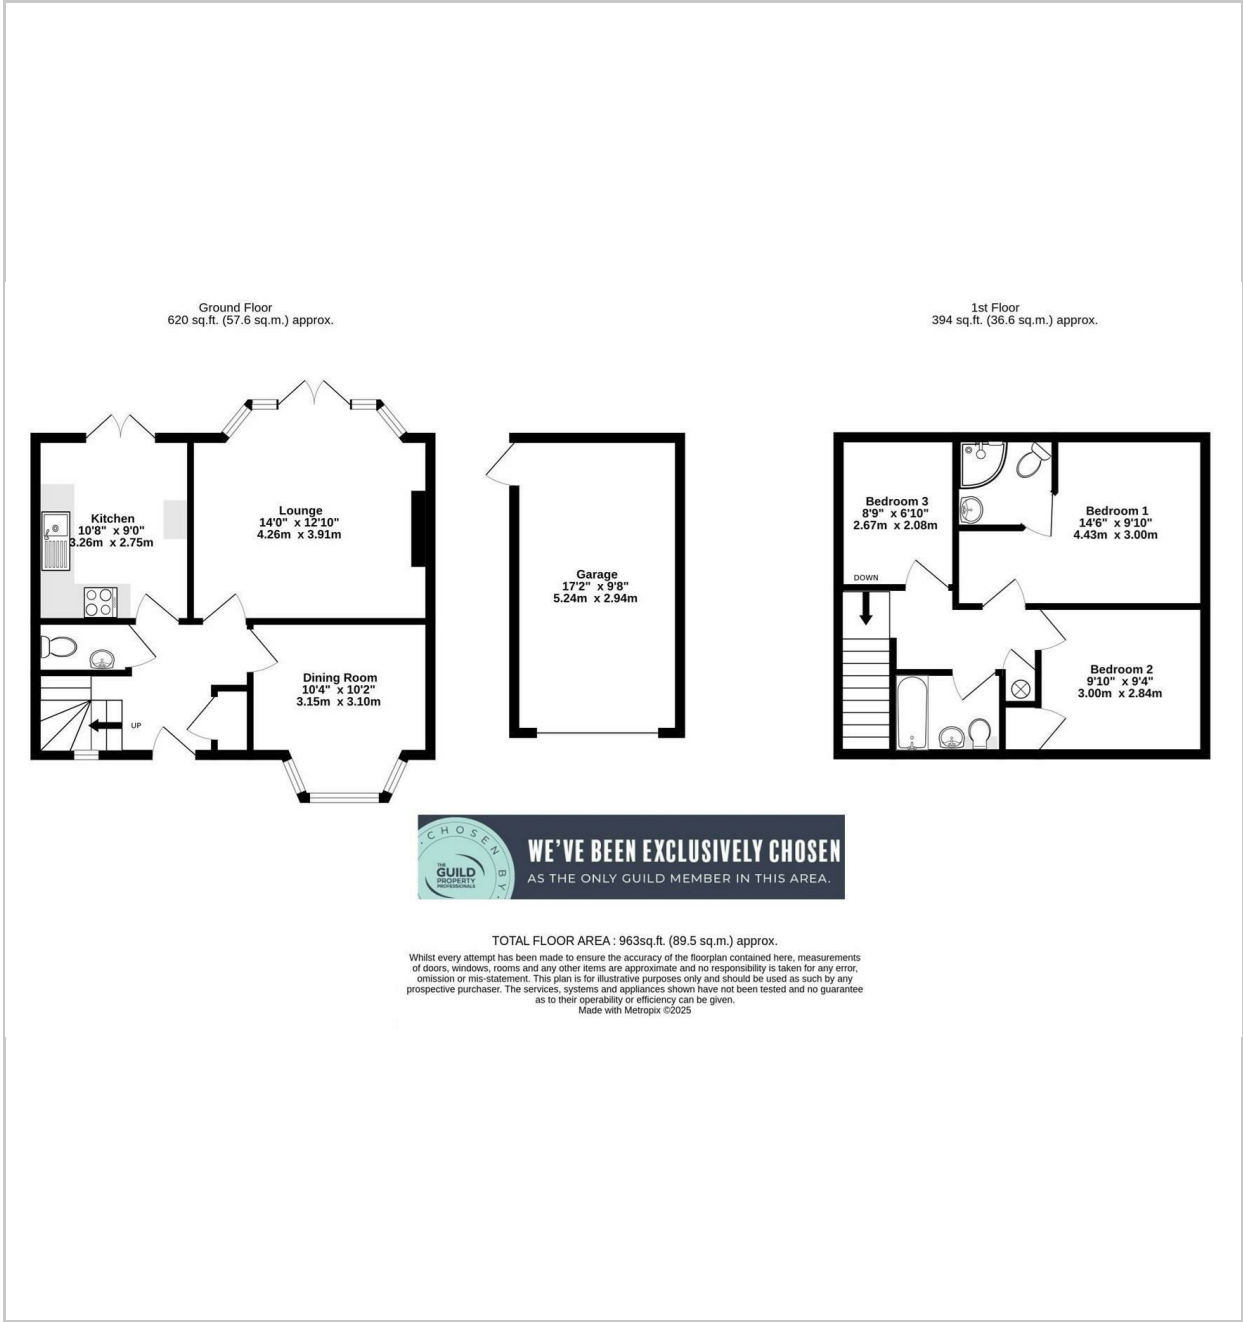 Ground Floor
620 sq.ft. (57.6 sq.m.) approx.
1st Floor
394 sq.ft. (36.6 sq.m.) approx.
Kitchen
10'8" x 9'0"
3.26m x 2.75m
Lounge
14'0" x 12'10"
4.26m x 3.91m
Dining Room
10'4" x 10'2"
3.15m x 3.10m
UP
Garage
17'2" x 9'8"
5.24m x 2.94m
Bedroom 3
8'9" x 6'10"
2.67m x 2.08m
DOWN
Bedroom 1
14'6" x 9'10"
4.43m x 3.00m
Bedroom 2
9'10" x 9'4"
3.00m x 2.84m
CHOSEN BY
THE
GUILD
PROPERTY
PROFESSIONALS
WE'VE BEEN EXCLUSIVELY CHOSEN
AS THE ONLY GUILD MEMBER IN THIS AREA.
TOTAL FLOOR AREA : 963sq.ft. (89.5 sq.m.) approx.
Whilst every attempt has been made to ensure the accuracy of the floorplan contained here, measurements
of doors, windows, rooms and any other items are approximate and no responsibility is taken for any error,
omission or mis-statement. This plan is for illustrative purposes only and should be used as such by any
prospective purchaser. The services, systems and appliances shown have not been tested and no guarantee
as to their operability or efficiency can be given.
Made with Metropix ©2025